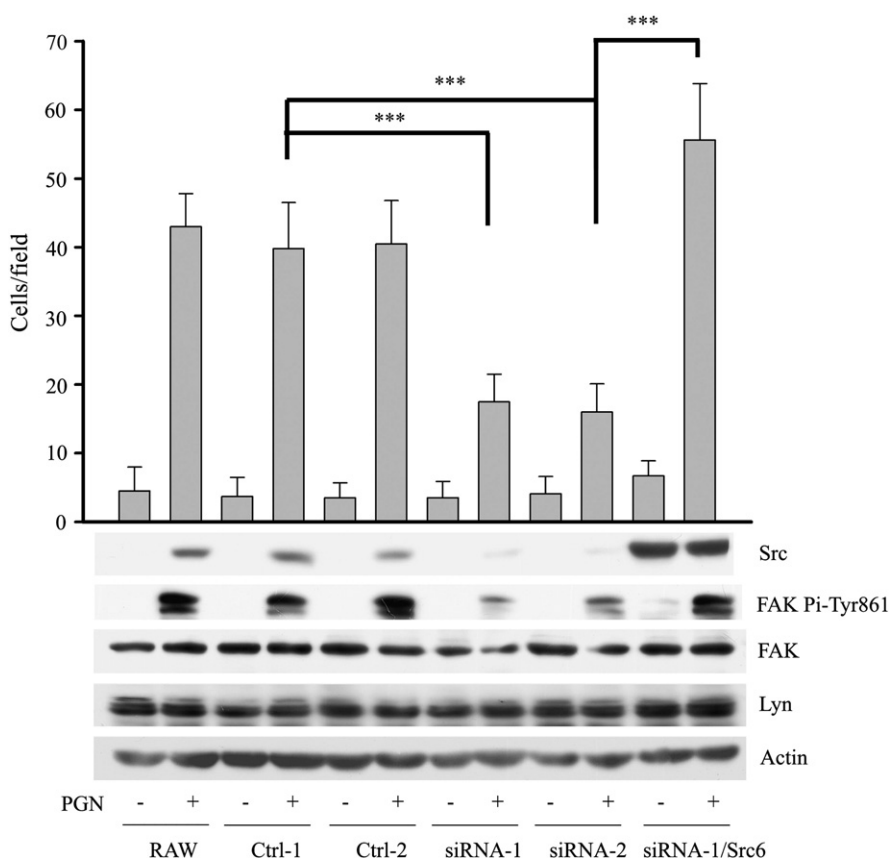 ***
70
***
60
***
50
40
30
20
10
0
Cells/field
Src
FAK Pi-Tyr861
FAK
Lyn
Actin
PGN - + - + - + - + - + - +
RAW Ctrl-1 Ctrl-2 siRNA-1 siRNA-2 siRNA-1/Src6